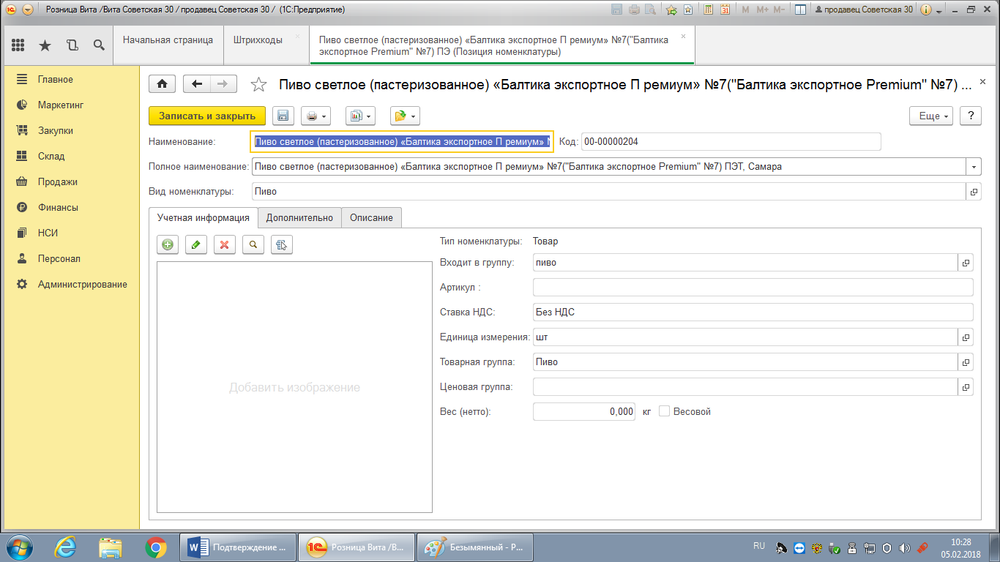 Розница Вита /Вита Советская 30 / продавец Советская 30 / (1С:Предприятие)
M M+ M-
продавец Советская 30
Начальная страница
Штрихкоды
Пиво светлое (пастеризованное) «Балтика экспортное П ремиум» №7("Балтика
экспортное Premium" №7) ПЭ (Позиция номенклатуры)
Главное
Маркетинг
Закупки
Склад
Продажи
Финансы
НСИ
Персонал
Администрирование
Пиво светлое (пастеризованное) «Балтика экспортное П ремиум» №7("Балтика экспортное Premium" №7) ...
Записать и закрыть
Еще
?
Наименование: Пиво светлое (пастеризованное) «Балтика экспортное П ремиум» Код: 00-00000204
Полное наименование: Пиво светлое (пастеризованное) «Балтика экспортное П ремиум» №7("Балтика экспортное Premium" №7) ПЭТ, Самара
Вид номенклатуры: Пиво
Учетная информация
Дополнительно
Описание
Добавить изображение
Тип номенклатуры: Товар
Входит в группу: пиво
Артикул :
Ставка НДС: Без НДС
Единица измерения: шт
Товарная группа: Пиво
Ценовая группа:
Вес (нетто): 0,000 кг Весовой
Подтверждение ...
Розница Вита /В...
Безымянный - P...
RU
10:28
05.02.2018